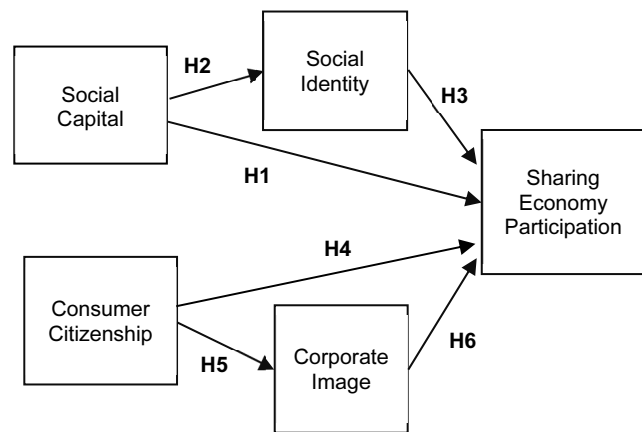 Social
Capital
H2
Social
Identity
H3
H1
Sharing
Economy
Participation
H4
Consumer
Citizenship
H5
Corporate
Image
H6